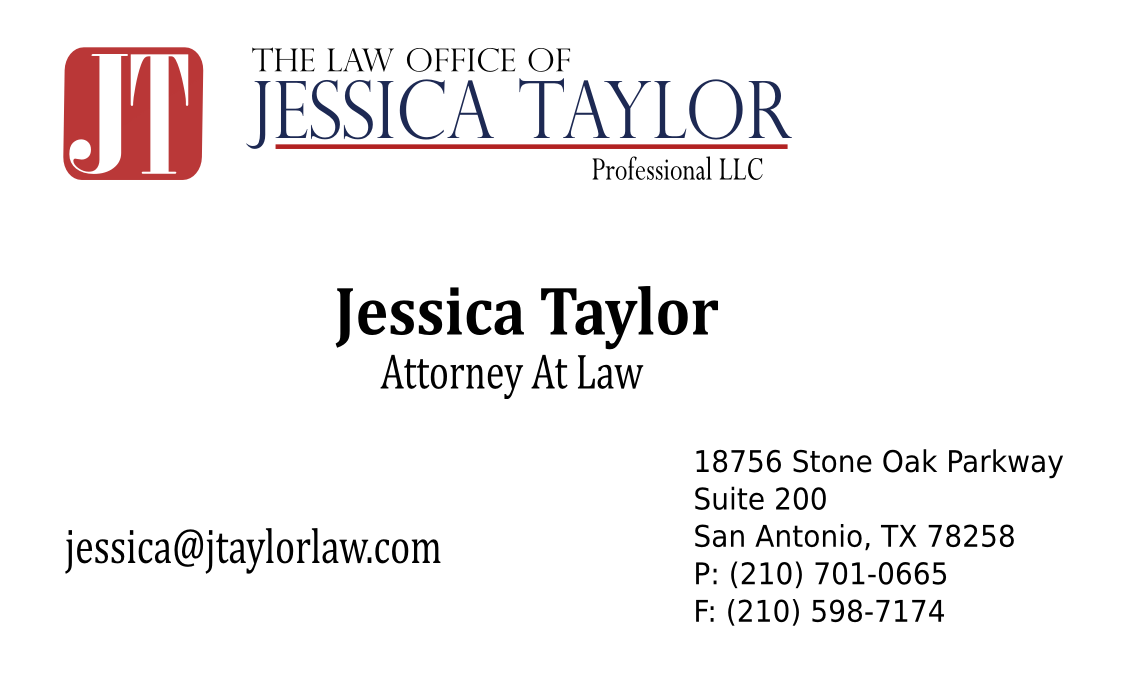 JT
THE LAW OFFICE OF
JESSICA TAYLOR
Professional LLC
Jessica Taylor
Attorney At Law
jessica@jtaylorlaw.com
18756 Stone Oak Parkway
Suite 200
San Antonio, TX 78258
P: (210) 701-0665
F: (210) 598-7174